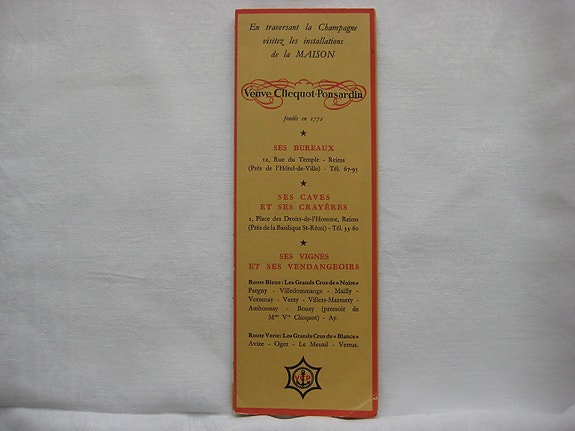 En traversant la Champagne
visitez les installations
de la MAISON
Veuve Clicquot-Ponsardin
fondée en 1772
★
SES BUREAUX
12, Rue du Temple - Reims
(Près de l'Hôtel-de-Ville) - Tél. 67-95
★
SES CAVES
ET SES CRAYÈRES
1, Place des Droits-de-l'Homme, Reims
(Près de la Basilique St-Rémi) - Tél. 55-60
★
SES VIGNES
ET SES VENDANGEOIRS
Route Bleue: Les Grands Crus de « Noirs »
Pargny - Villedommange - Mailly -
Verzenay - Verzy - Villers-Marmery -
Ambonnay - Bouzy (pressoir de
Mme Vve Clicquot) - Ay.
Route Verte: Les Grands Crus de « Blancs »
Avize - Oger - Le Mesnil - Vertus.
VCP